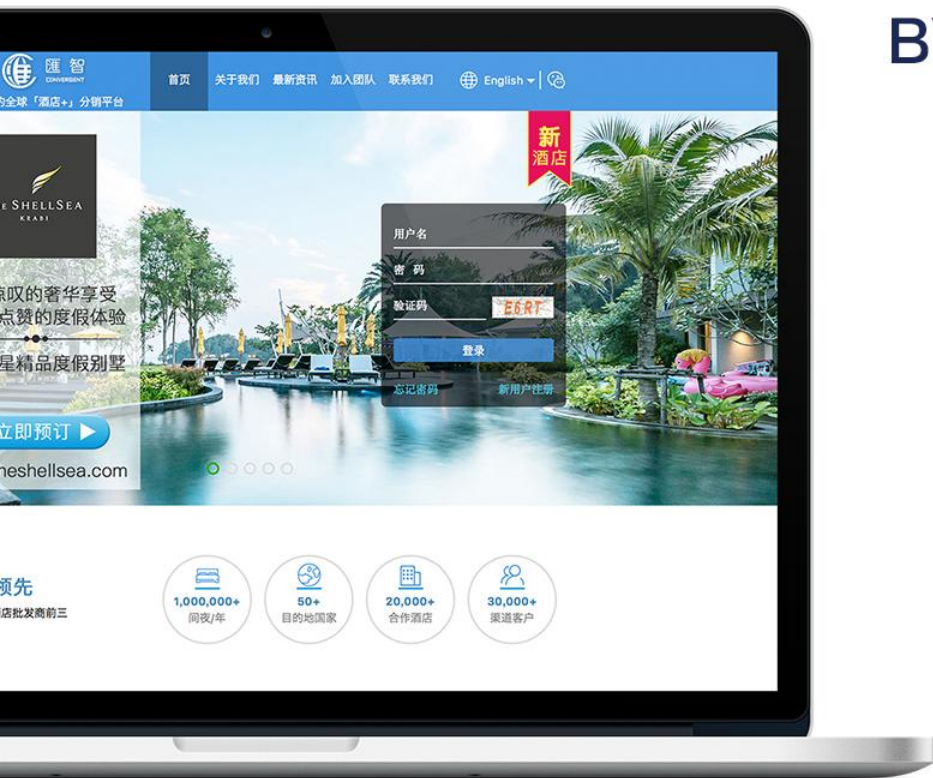 BY
匯智
CONVERGENT
全球「酒店+」分销平台
首页 关于我们 最新资讯 加入团队 联系我们 English
新
酒店
SHELLSEA
KRABI
叹的奢华享受
点赞的度假体验
星精品度假别墅
立即预订
heshellsea.com
用户名
密 码
验证码 E6RT
登录
忘记密码 新用户注册
领先
店批发商前三
1,000,000+
间夜/年
50+
目的地国家
20,000+
合作酒店
30,000+
渠道客户